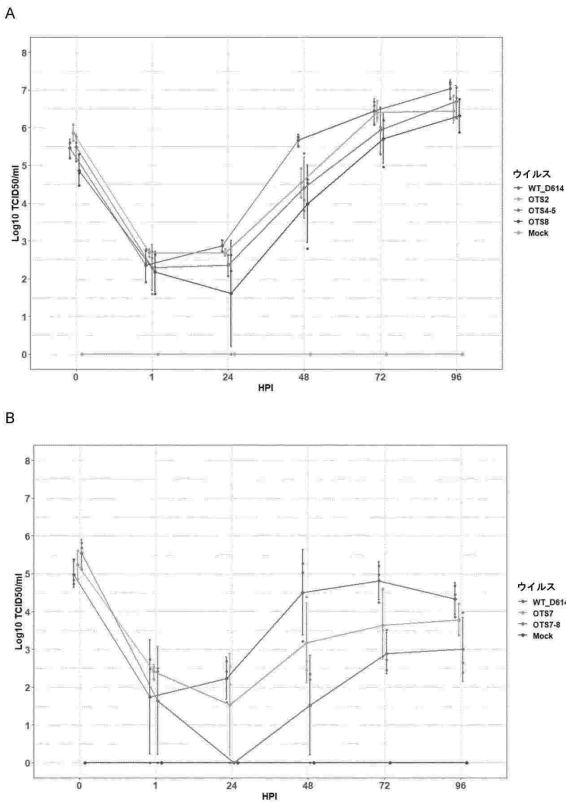 A
8
7
6
5
4
3
2
1
0
Log10 TCID50/ml
0 1 24 48 72 96
HPI
ウイルス
WT_D614
OTS2
OTS4-5
OTS8
Mock
B
8
7
6
5
4
3
2
1
0
Log10 TCID50/ml
0 1 24 48 72 96
HPI
ウイルス
WT_D614
OTS7
OTS7-8
Mock